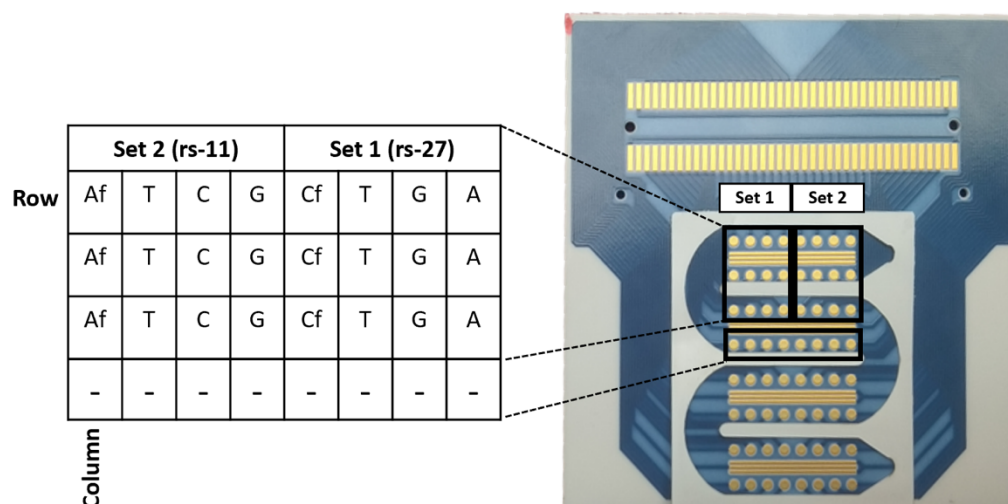 Set 2 (rs-11) Set 1 (rs-27)
Row Af T C G Cf T G A
Af T C G Cf T G A
Af T C G Cf T G A
- - - - - - - -
Column
Set 1 Set 2